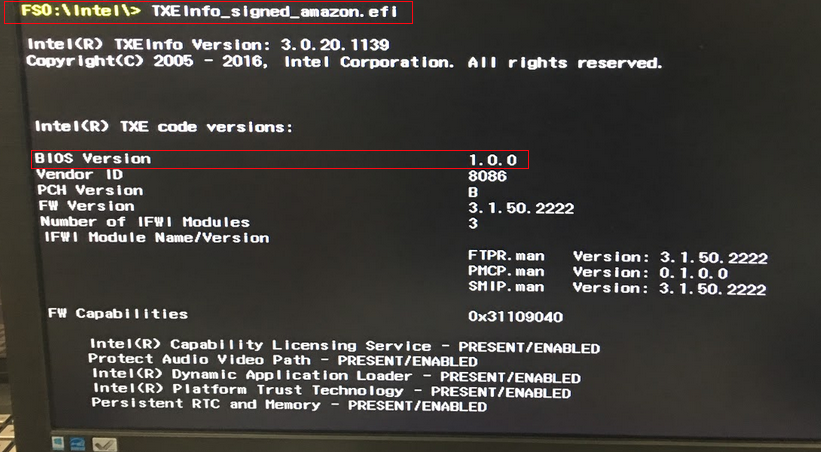 FS0:\Intel\> TXEInfo_signed_amazon.efi
Intel(R) TXEInfo Version: 3.0.20.1139
Copyright(C) 2005 - 2016, Intel Corporation. All rights reserved.
Intel(R) TXE code versions:
BIOS Version 1.0.0
Vendor ID 8086
PCH Version B
FW Version 3.1.50.2222
Number of IFWI Modules 3
IFWI Module Name/Version
FTPR.man Version: 3.1.50.2222
PMCP.man Version: 0.1.0.0
SMIP.man Version: 3.1.50.2222
FW Capabilities 0x31109040
Intel(R) Capability Licensing Service - PRESENT/ENABLED
Protect Audio Video Path - PRESENT/ENABLED
Intel(R) Dynamic Application Loader - PRESENT/ENABLED
Intel(R) Platform Trust Technology - PRESENT/ENABLED
Persistent RTC and Memory - PRESENT/ENABLED